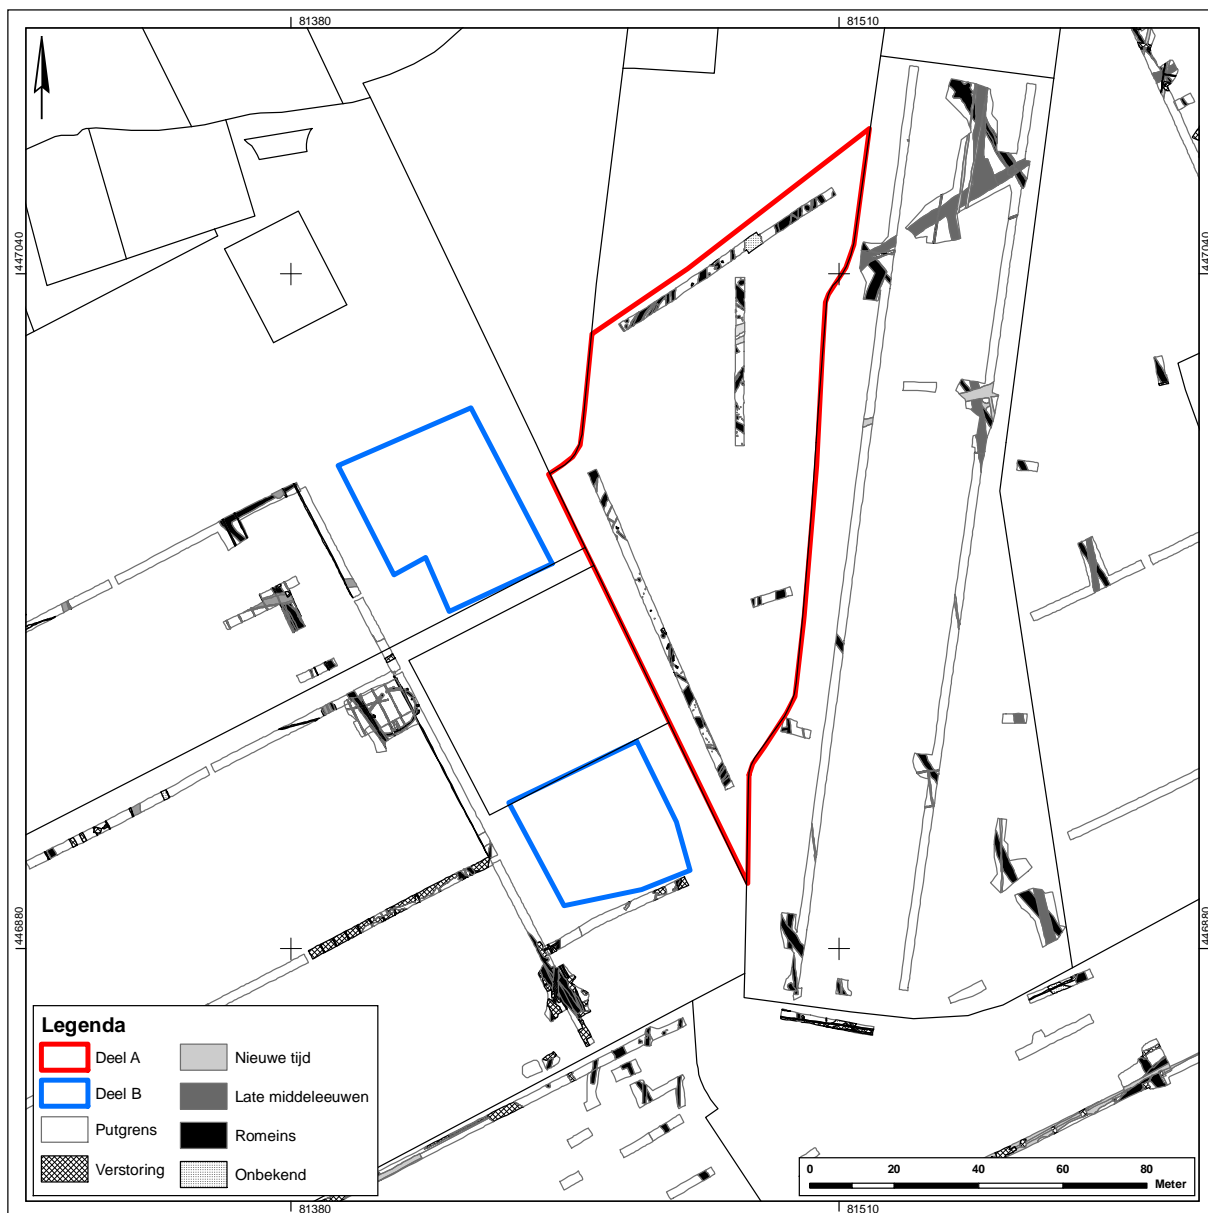 81380 81510
447040 447040
446880 446880
Legenda
Deel A
Deel B
Putgrens
Verstoring
Nieuwe tijd
Late middeleeuwen
Romeins
Onbekend
0 20 40 60 80
Meter
81380 81510